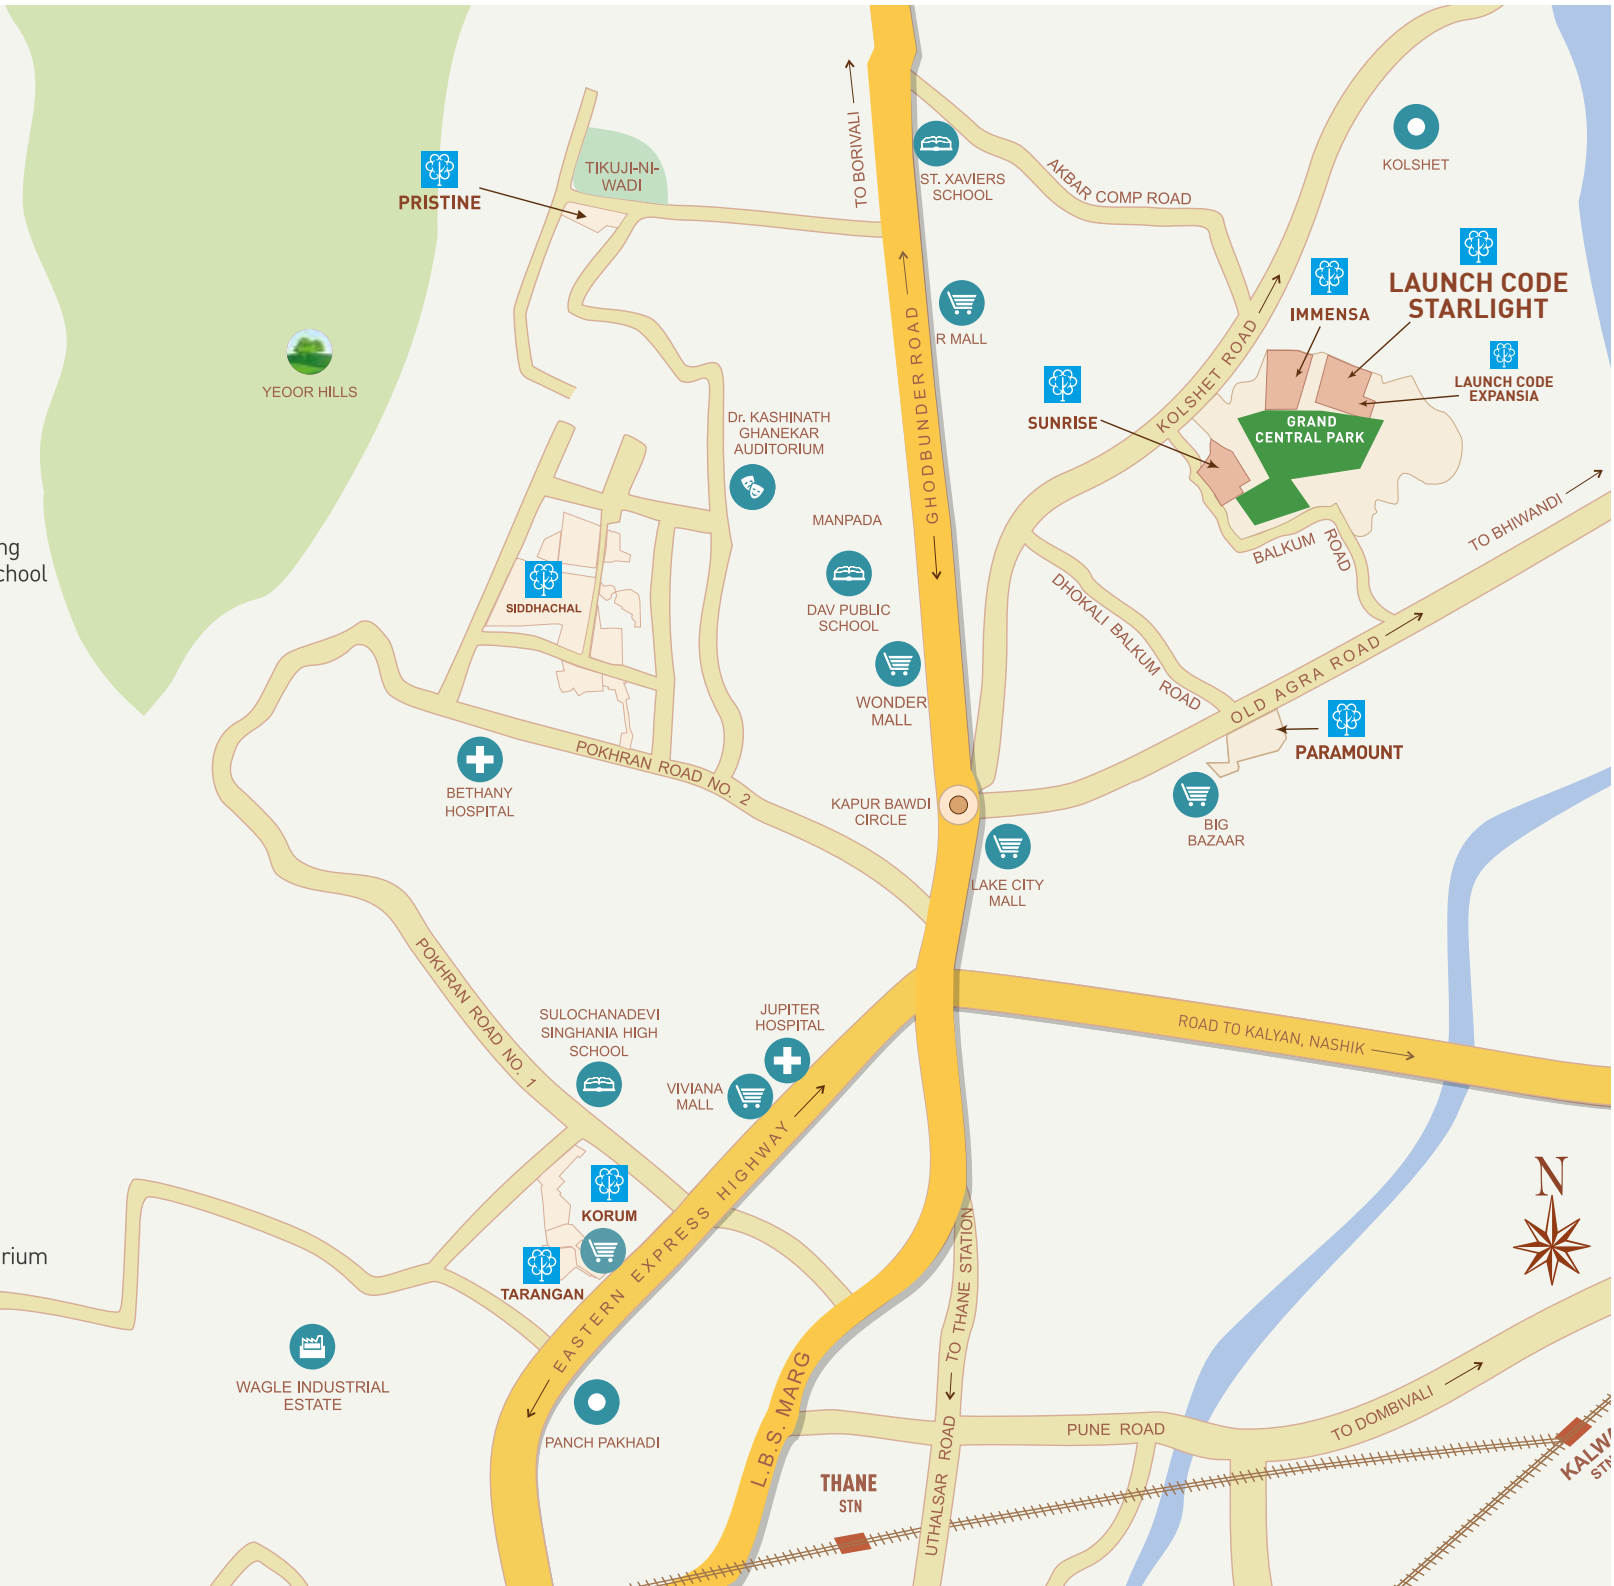 TO BORIVALI
TIKUJI-NI-
WADI
PRISTINE
ST. XAVIERS
SCHOOL
AKBAR COMP ROAD
KOLSHET
R MALL
IMMENSA
LAUNCH CODE
STARLIGHT
LAUNCH CODE
EXPANSIA
YEOOR HILLS
GHODBUNDER ROAD
KOLSHET ROAD
SUNRISE
GRAND
CENTRAL PARK
Dr. KASHINATH
GHANEKAR
AUDITORIUM
MANPADA
DAV PUBLIC
SCHOOL
ng
chool
SIDDHACHAL
BALKUM ROAD
TO BHIWANDI
DHOKALI BALKUM ROAD
OLD AGRA ROAD
WONDER
MALL
PARAMOUNT
POKHRAN ROAD NO. 2
BETHANY
HOSPITAL
KAPUR BAWDI
CIRCLE
BIG
BAZAAR
LAKE CITY
MALL
POKHRAN ROAD NO. 1
SULOCHANADEVI
SINGHANIA HIGH
SCHOOL
JUPITER
HOSPITAL
VIVIANA
MALL
ROAD TO KALYAN, NASHIK
N
KORUM
TARANGAN
EASTERN EXPRESS HIGHWAY
TO THANE STATION
rium
WAGLE INDUSTRIAL
ESTATE
PANCH PAKHADI
L.B.S. MARG
PUNE ROAD
TO DOMBIVALI
UTHALSAR ROAD
THANE
STN
KALWA
STN